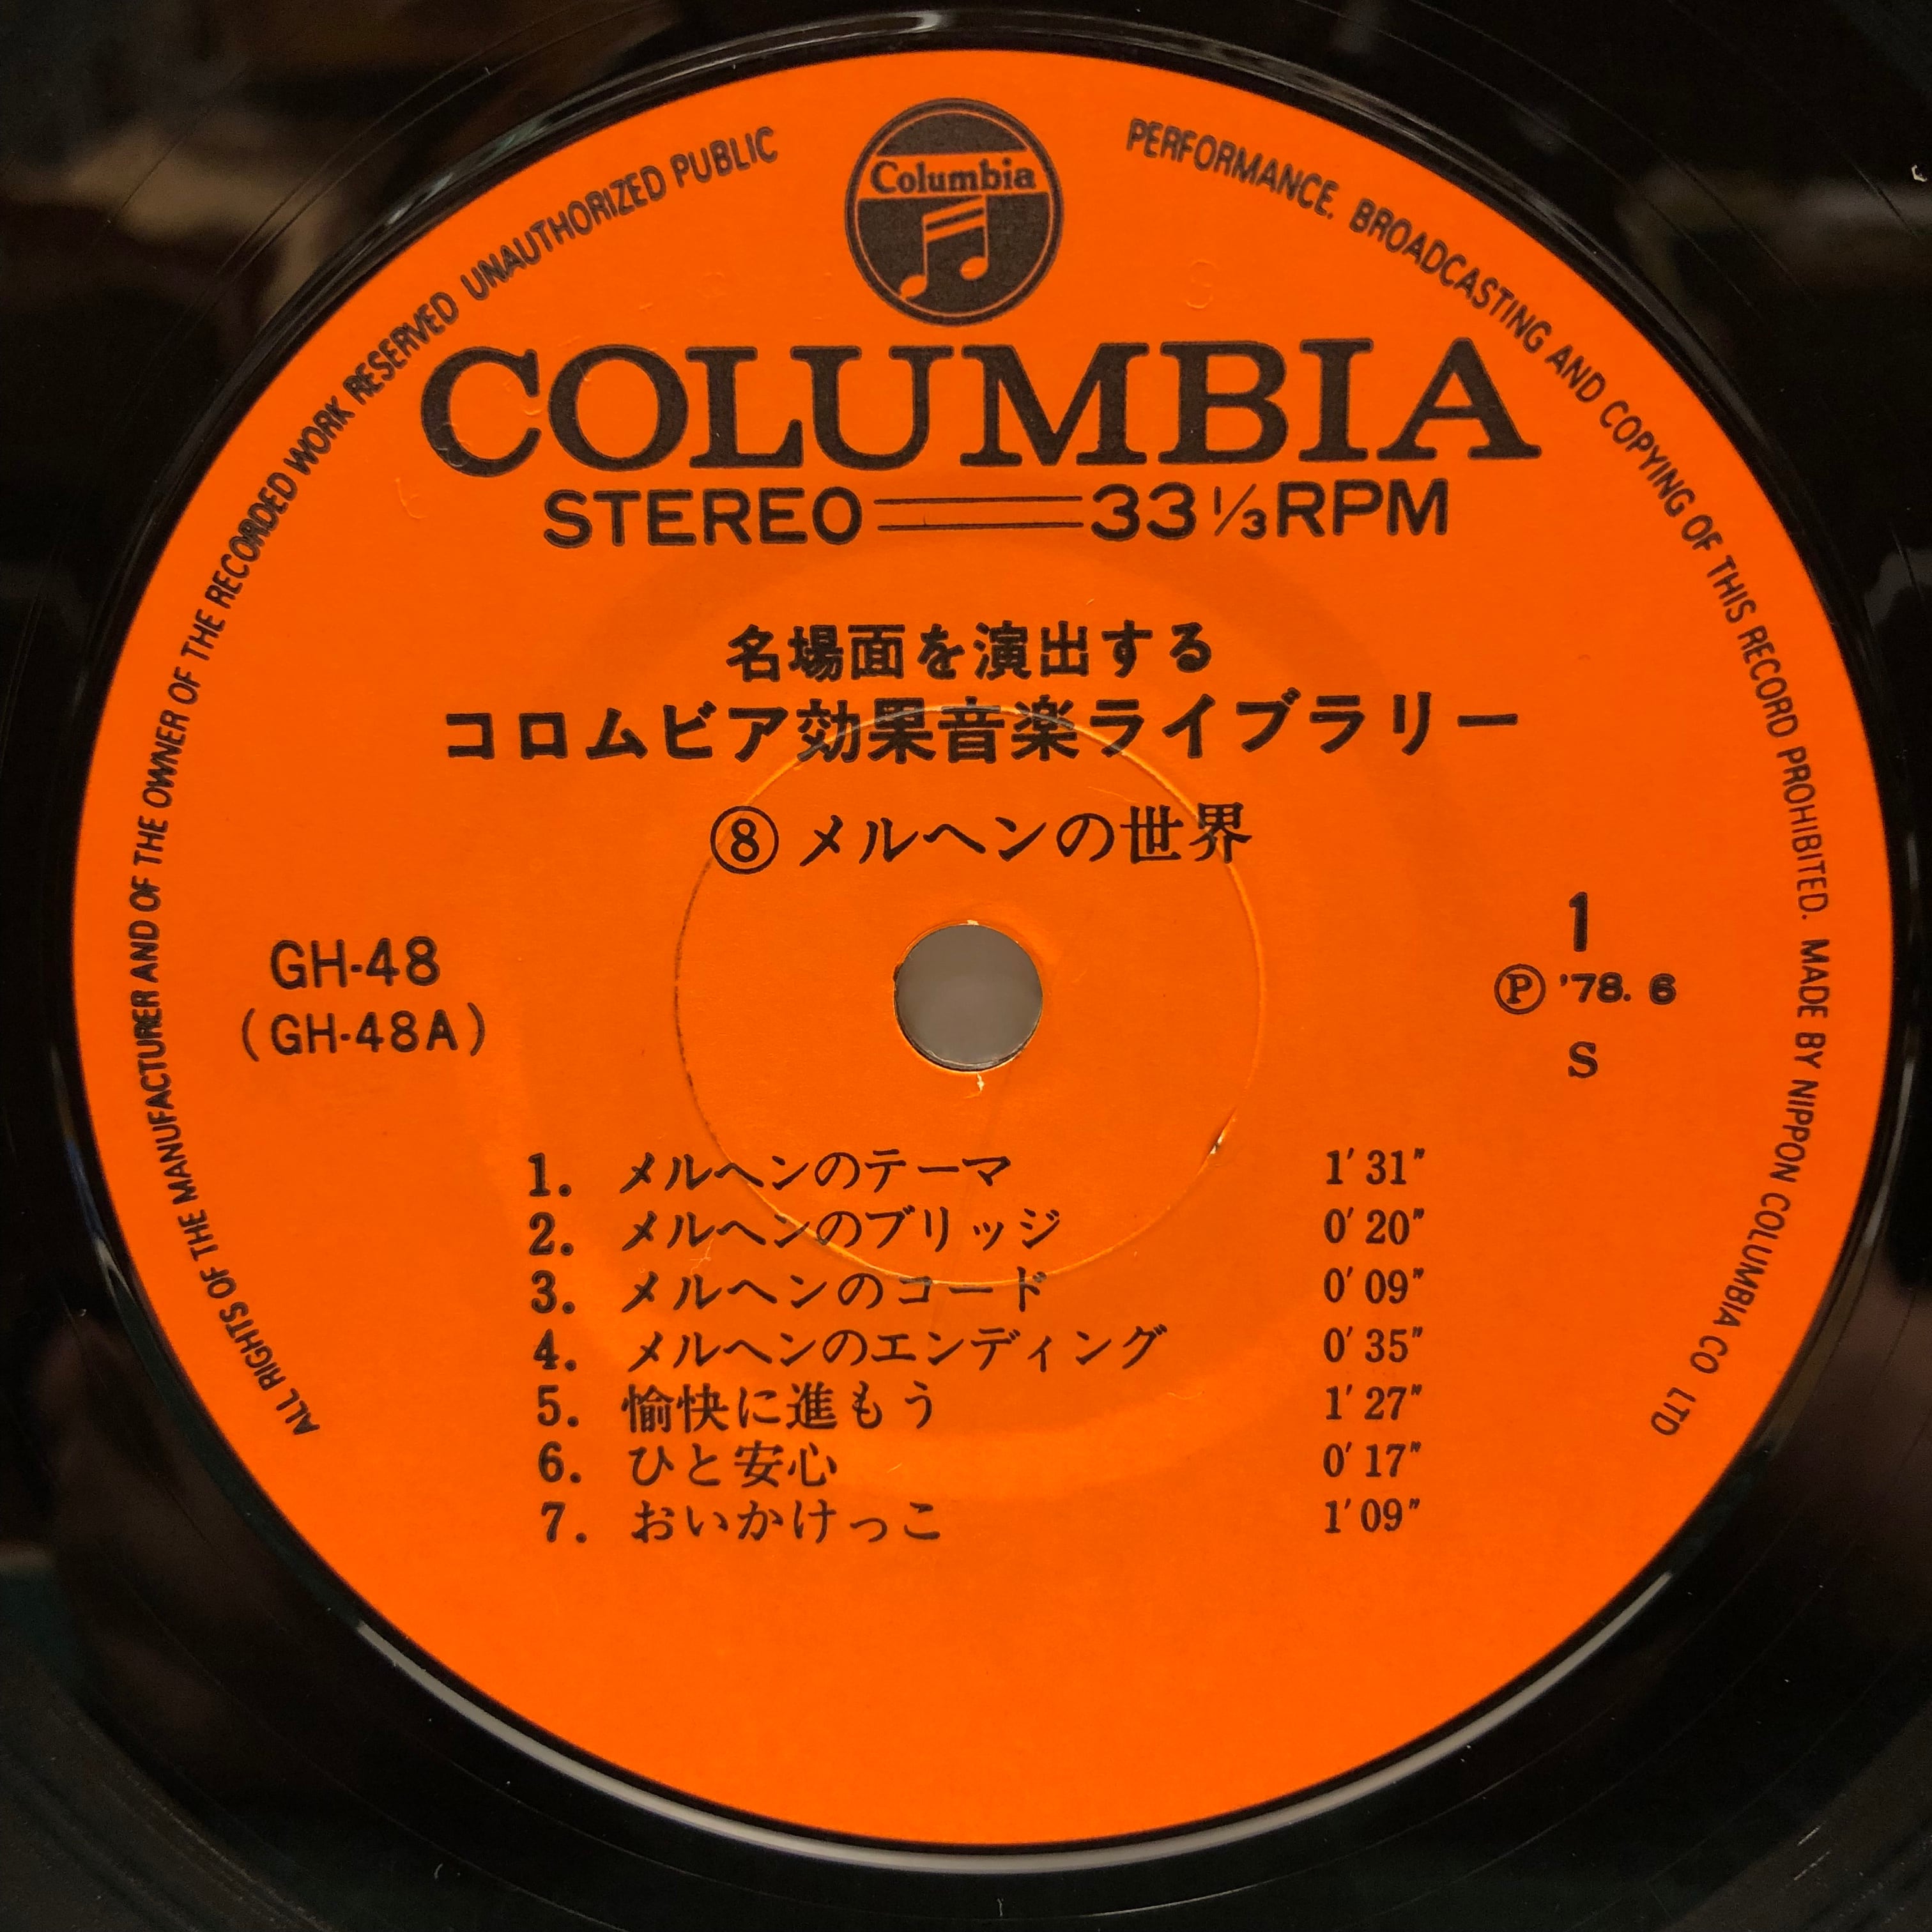 ALL RIGHTS OF THE MANUFACTURER AND OF THE OWNER OF THE RECORDED WORK RESERVED UNAUTHORIZED PUBLIC
PERFORMANCE. BROADCASTING AND COPYING OF THIS RECORD PROHIBITED. MADE BY NIPPON COLUMBIA CO LTD
Columbia
COLUMBIA
STEREO 33 1/3 RPM
名場面を演出する
コロムビア効果音楽ライブラリー
⑧メルヘンの世界
GH-48
(GH-48A)
1
Ⓟ '78. 6
S
1. メルヘンのテーマ 1′31″
2. メルヘンのブリッジ 0′20″
3. メルヘンのコード 0′09″
4. メルヘンのエンディング 0′35″
5. 愉快に進もう 1′27″
6. ひと安心 0′17″
7. おいかけっこ 1′09″